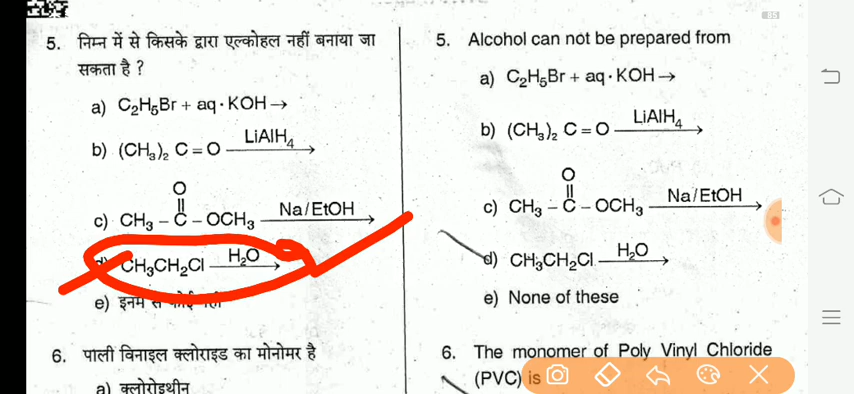 85
5. निम्न में से किसके द्वारा एल्कोहल नहीं बनाया जा
सकता है ?
a) C₂H₅Br + aq · KOH →
b) (CH₃)₂ C = O LiAlH₄ →
O
||
c) CH₃ – C – OCH₃ Na/EtOH →
d) CH₃CH₂Cl H₂O →
e) इनमें से कोई नहीं
6. पाली विनाइल क्लोराइड का मोनोमर है
a) क्लोरोइथीन
5. Alcohol can not be prepared from
a) C₂H₅Br + aq · KOH →
b) (CH₃)₂ C = O LiAlH₄ →
O
||
c) CH₃ – C – OCH₃ Na/EtOH →
d) CH₃CH₂Cl H₂O →
e) None of these
6. The monomer of Poly Vinyl Chloride
(PVC) is